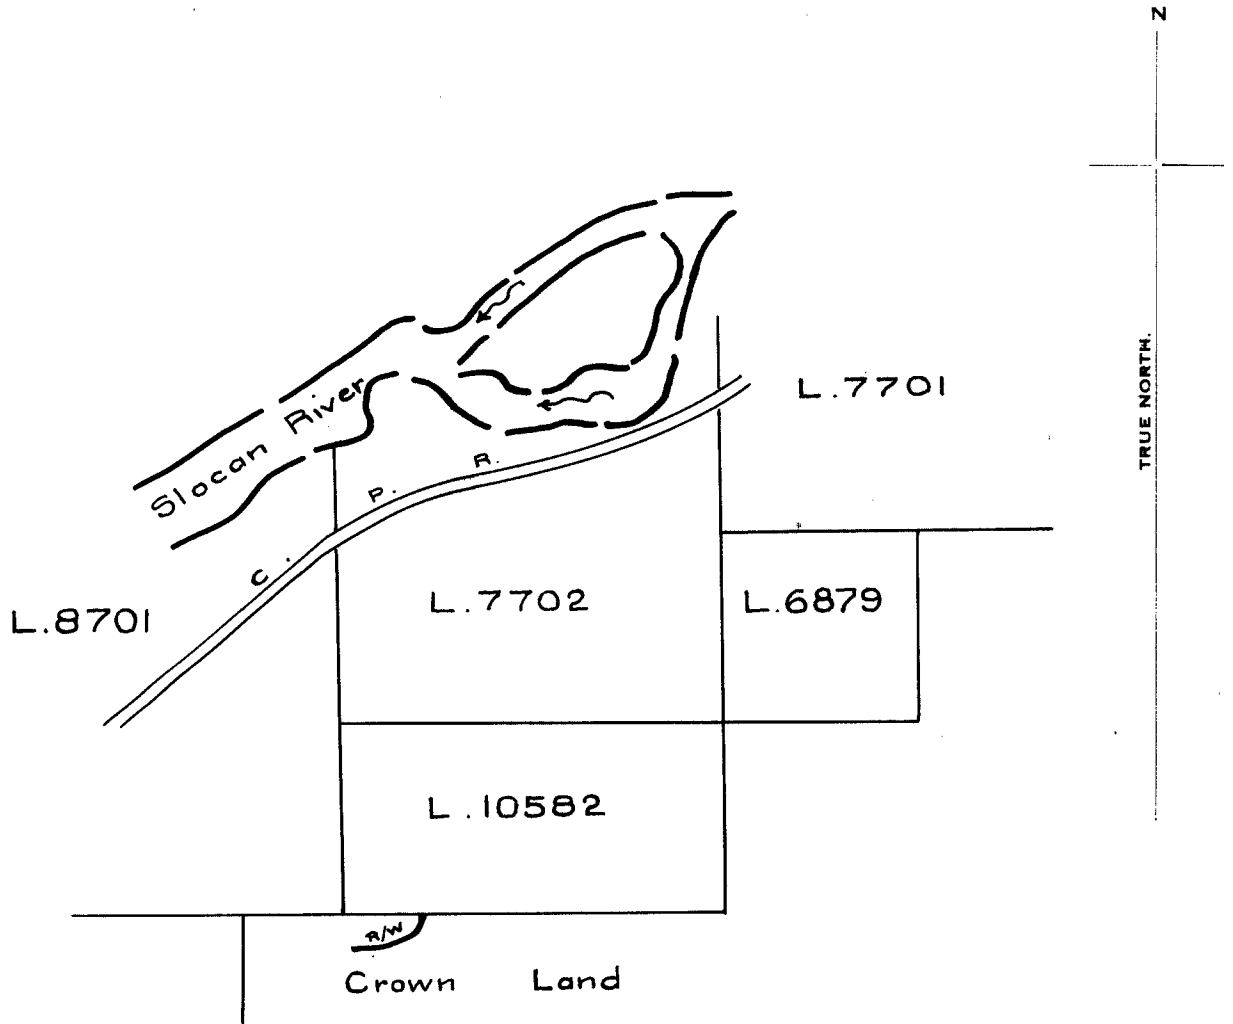 N
TRUE NORTH.
Slocan River
C. P. R.
L.7701
L.7702
L.6879
L.8701
L.10582
R/W
Crown Land